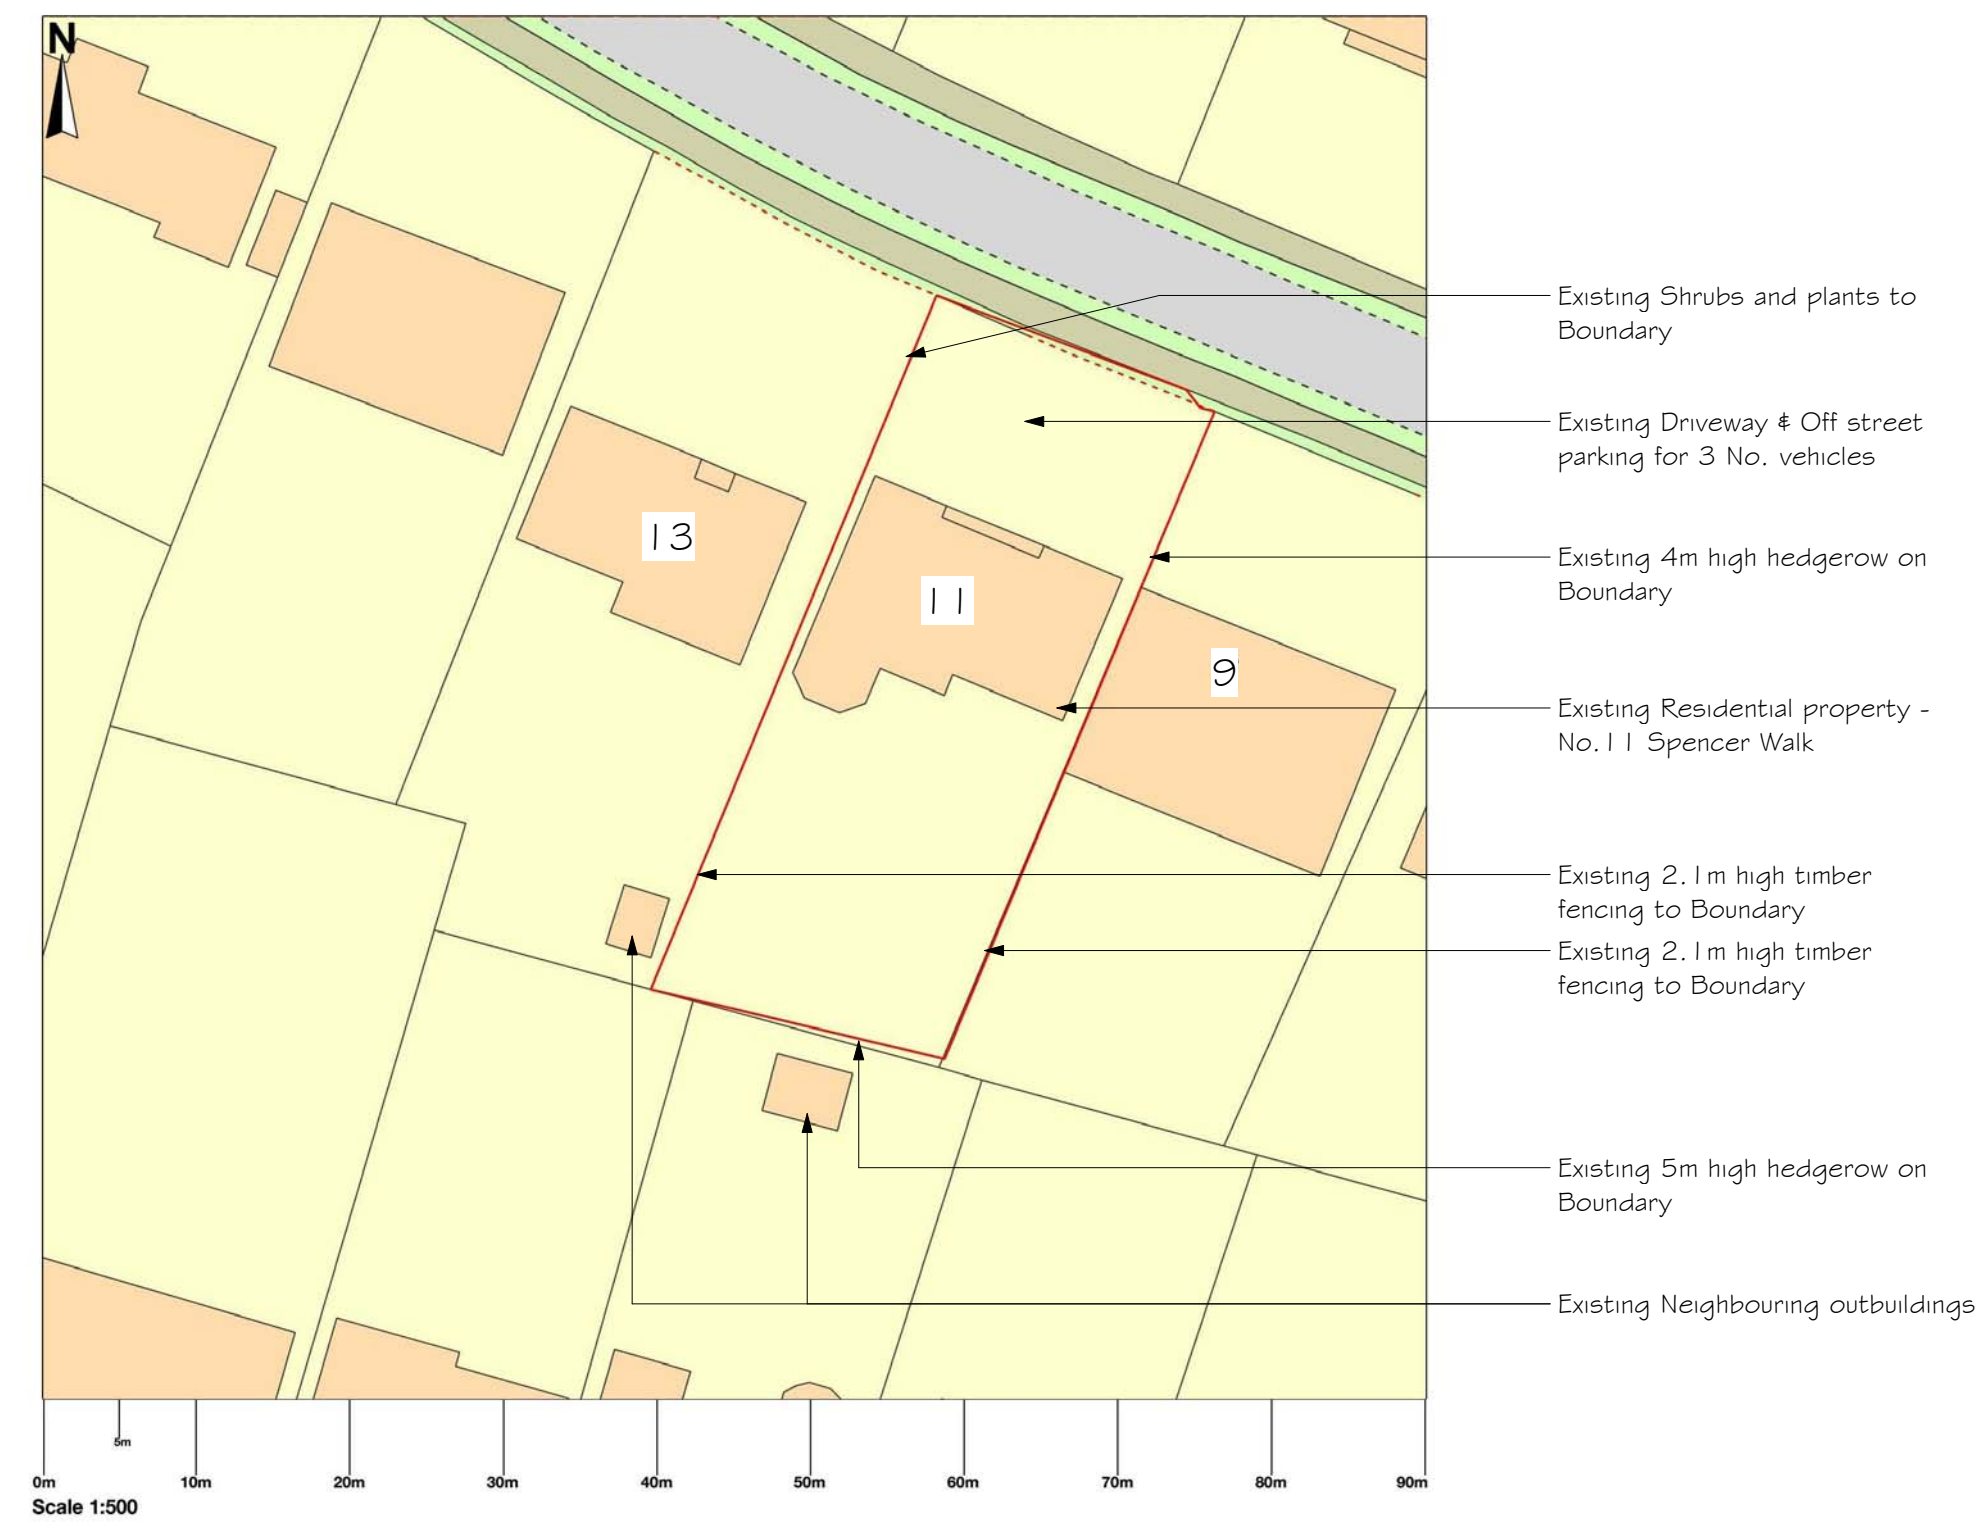 N
Existing Shrubs and plants to
Boundary
Existing Driveway & Off street
parking for 3 No. vehicles
13
Existing 4m high hedgerow on
Boundary
11
9
Existing Residential property -
No.11 Spencer Walk
Existing 2.1m high timber
fencing to Boundary
Existing 2.1m high timber
fencing to Boundary
Existing 5m high hedgerow on
Boundary
Existing Neighbouring outbuildings
5m
0m 10m 20m 30m 40m 50m 60m 70m 80m 90m
Scale 1:500